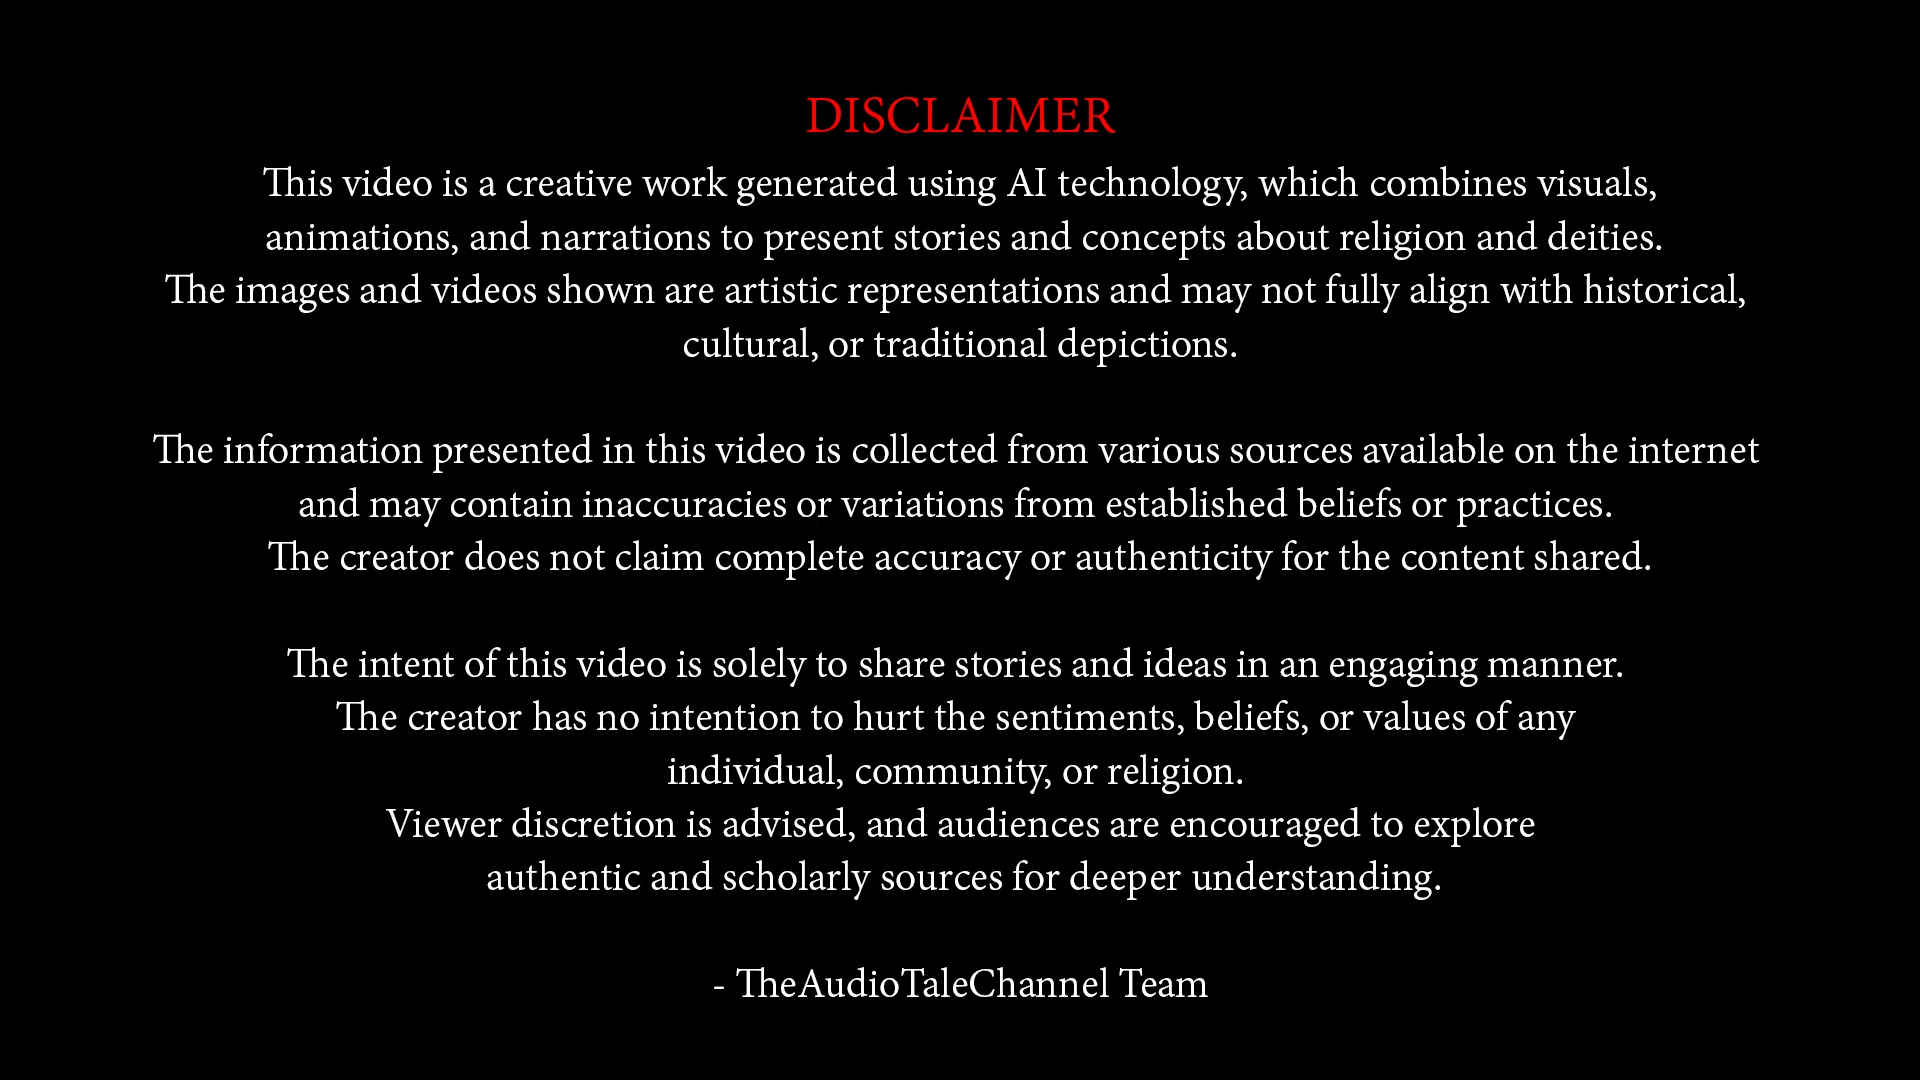 DISCLAIMER
This video is a creative work generated using AI technology, which combines visuals,
animations, and narrations to present stories and concepts about religion and deities.
The images and videos shown are artistic representations and may not fully align with historical,
cultural, or traditional depictions.
The information presented in this video is collected from various sources available on the internet
and may contain inaccuracies or variations from established beliefs or practices.
The creator does not claim complete accuracy or authenticity for the content shared.
The intent of this video is solely to share stories and ideas in an engaging manner.
The creator has no intention to hurt the sentiments, beliefs, or values of any
individual, community, or religion.
Viewer discretion is advised, and audiences are encouraged to explore
authentic and scholarly sources for deeper understanding.
- TheAudioTaleChannel Team